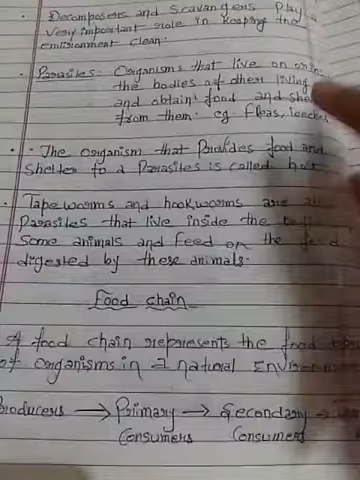 Decomposers and Scavangers Play a
Very important role in Keeping the
environment clean.
Parasites: Organisms that live on or in
the bodies of other living
and obtain food and
from them. eg. Fleas, leeches
The Organism that Provides food and
Shelter to a Parasites is called
Tapeworms and hookworms are
Parasites that live inside the
Some animals and Feed on the food
digested by these animals.
Food chain
A food chain represents the food
of organisms in a natural
Producers → Primary → Secondary →
Consumers Consumers